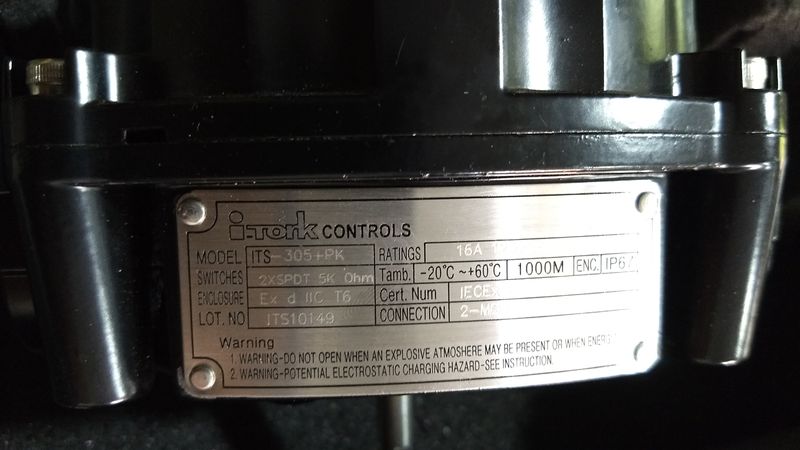 i-Tork CONTROLS
MODEL ITS-305+PK RATINGS 16A
SWITCHES 2XSPDT 5K Ohm Tamb. -20℃ ~+60℃ 1000M ENC. IP67
ENCLOSURE Ex d IIC T6 Cert. Num IECEX
LOT. NO ITS10149 CONNECTION
Warning
1. WARNING-DO NOT OPEN WHEN AN EXPLOSIVE ATMOSHERE MAY BE PRESENT OR WHEN
2. WARNING-POTENTIAL ELECTROSTATIC CHARGING HAZARD-SEE INSTRUCTION.